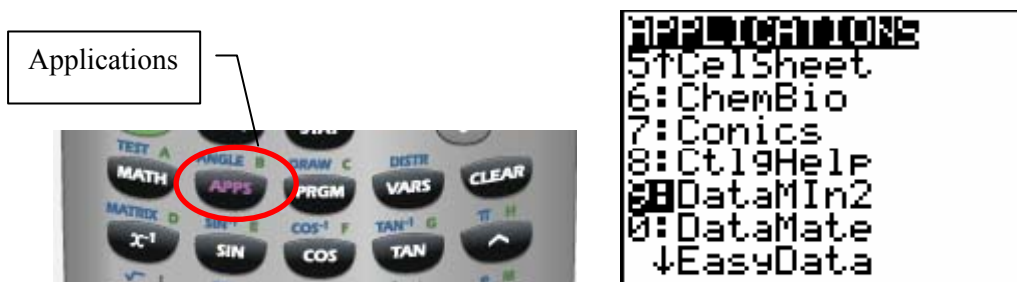 Applications
TEST A ANGLE B DRAW C DISTR
MATH APPS PRGM VARS CLEAR
MATRIX D SIN⁻¹ E COS⁻¹ F TAN⁻¹ G π H
x⁻¹ SIN COS TAN ^
APPLICATIONS
5↑CelSheet
6:ChemBio
7:Conics
8:CtlgHelp
9:DataMIn2
0:DataMate
↓EasyData